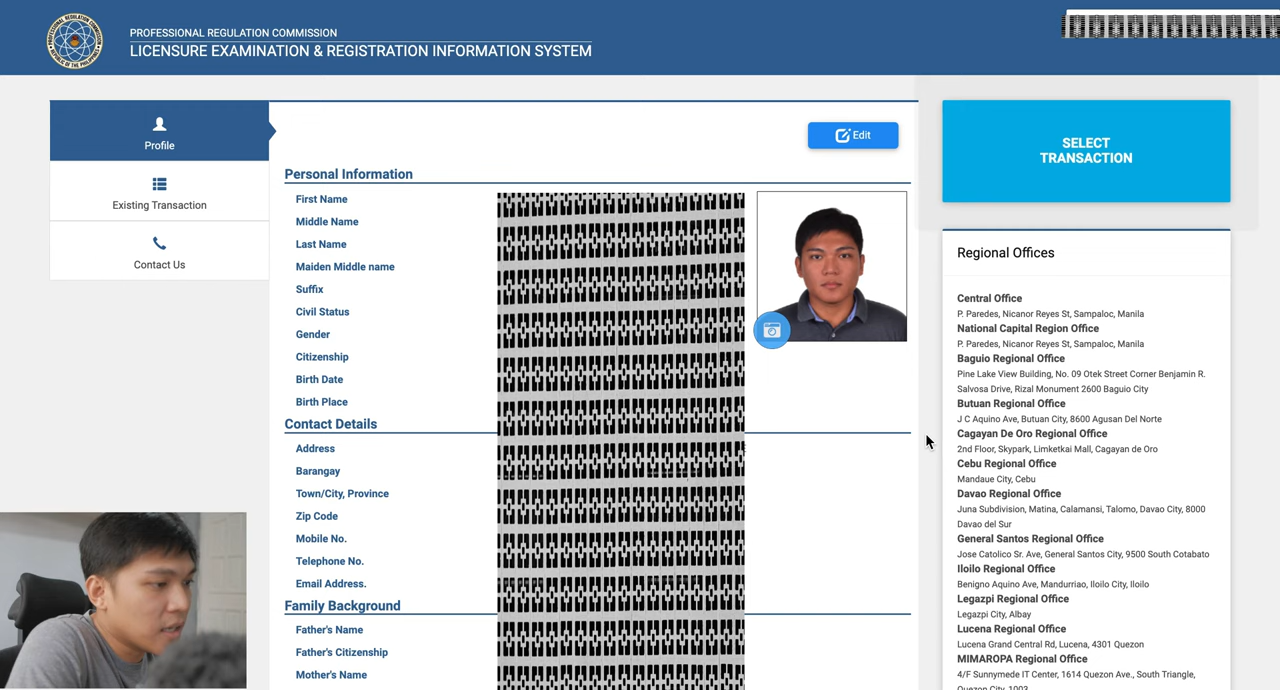 PROFESSIONAL REGULATION COMMISSION
LICENSURE EXAMINATION & REGISTRATION INFORMATION SYSTEM
Profile
Existing Transaction
Contact Us
Edit
Personal Information
First Name
Middle Name
Last Name
Maiden Middle name
Suffix
Civil Status
Gender
Citizenship
Birth Date
Birth Place
Contact Details
Address
Barangay
Town/City, Province
Zip Code
Mobile No.
Telephone No.
Email Address.
Family Background
Father's Name
Father's Citizenship
Mother's Name
SELECT
TRANSACTION
Regional Offices
Central Office
P. Paredes, Nicanor Reyes St, Sampaloc, Manila
National Capital Region Office
P. Paredes, Nicanor Reyes St, Sampaloc, Manila
Baguio Regional Office
Pine Lake View Building, No. 09 Otek Street Corner Benjamin R.
Salvosa Drive, Rizal Monument 2600 Baguio City
Butuan Regional Office
J C Aquino Ave, Butuan City, 8600 Agusan Del Norte
Cagayan De Oro Regional Office
2nd Floor, Skypark, Limketkai Mall, Cagayan de Oro
Cebu Regional Office
Mandaue City, Cebu
Davao Regional Office
Juna Subdivision, Matina, Calamansi, Talomo, Davao City, 8000
Davao del Sur
General Santos Regional Office
Jose Catolico Sr. Ave, General Santos City, 9500 South Cotabato
Iloilo Regional Office
Benigno Aquino Ave, Mandurriao, Iloilo City, Iloilo
Legazpi Regional Office
Legazpi City, Albay
Lucena Regional Office
Lucena Grand Central Rd, Lucena, 4301 Quezon
MIMAROPA Regional Office
4/F Sunnymede IT Center, 1614 Quezon Ave., South Triangle,
Quezon City, 1003